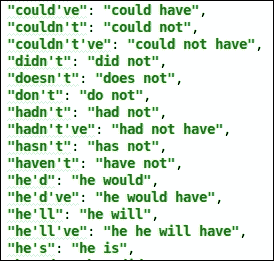 "could've": "could have",
"couldn't": "could not",
"couldn't've": "could not have",
"didn't": "did not",
"doesn't": "does not",
"don't": "do not",
"hadn't": "had not",
"hadn't've": "had not have",
"hasn't": "has not",
"haven't": "have not",
"he'd": "he would",
"he'd've": "he would have",
"he'll": "he will",
"he'll've": "he he will have",
"he's": "he is",